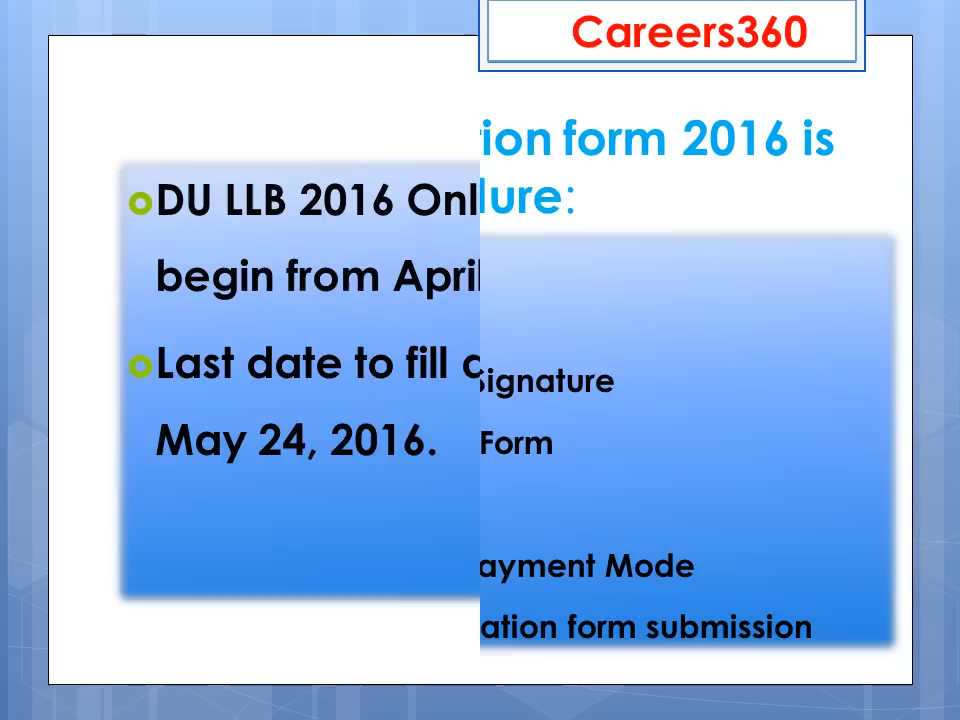 Careers360
tion form 2016 is
lure:
DU LLB 2016 Onl
begin from April
Last date to fill
May 24, 2016.
Signature
Form
ayment Mode
ation form submission